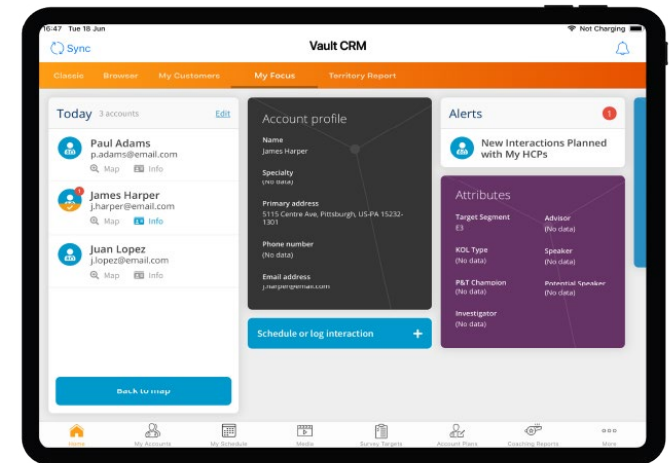 16:47 Tue 18 Jun
Not Charging
Sync
Vault CRM
Classic Browser My Customers My Focus Territory Report
Today 3 accounts Edit
Paul Adams
p.adams@email.com
Map Info
1
James Harper
j.harper@email.com
Map Info
Juan Lopez
j.lopez@email.com
Map Info
Back to map
Account profile
Name
James Harper
Specialty
(No data)
Primary address
5115 Centre Ave, Pittsburgh, US-PA 15232-
1301
Phone number
(No data)
Email address
j.harper@email.com
Schedule or log interaction +
Alerts 1
New Interactions Planned
with My HCPs
Attributes
Target Segment
E3
Advisor
(No data)
KOL Type
(No data)
Speaker
(No data)
P&T Champion
(No data)
Potential Speaker
(No data)
Investigator
(No data)
Home My Accounts My Schedule Media Survey Targets Account Plans Coaching Reports More